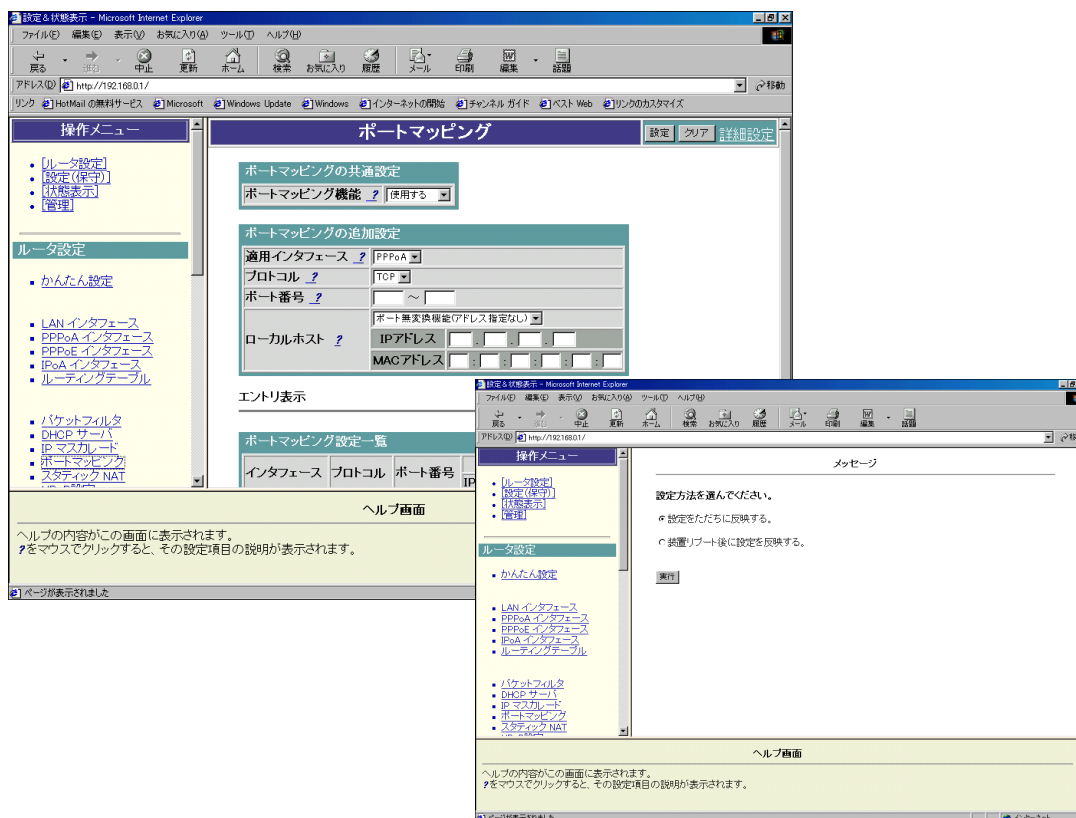 設定&状態表示 - Microsoft Internet Explorer
ファイル(F) 編集(E) 表示(V) お気に入り(A) ツール(T) ヘルプ(H)
戻る 進む 中止 更新 ホーム 検索 お気に入り 履歴 メール 印刷 編集 話題
アドレス(D) http://192.168.0.1/ 移動
リンク HotMail の無料サービス Microsoft Windows Update Windows インターネットの開始 チャンネル ガイド ベスト Web リンクのカスタマイズ
操作メニュー
[ルータ設定]
[設定(保守)]
[状態表示]
[管理]
ルータ設定
かんたん設定
LAN インタフェース
PPPoA インタフェース
PPPoE インタフェース
IPoA インタフェース
ルーティングテーブル
パケットフィルタ
DHCP サーバ
IP マスカレード
ポートマッピング
スタティック NAT
ポートマッピング 設定 クリア 詳細設定
ポートマッピングの共通設定
ポートマッピング機能 ? 使用する
ポートマッピングの追加設定
適用インタフェース ? PPPoA
プロトコル ? TCP
ポート番号 ? ~
ローカルホスト ? ポート無変換機能(アドレス指定なし)
IPアドレス . . .
MACアドレス : : : : :
エントリ表示
ポートマッピング設定一覧
インタフェース プロトコル ポート番号 IP
ヘルプ画面
ヘルプの内容がこの画面に表示されます。
?をマウスでクリックすると、その設定項目の説明が表示されます。
ページが表示されました
設定&状態表示 - Microsoft Internet Explorer
ファイル(F) 編集(E) 表示(V) お気に入り(A) ツール(T) ヘルプ(H)
戻る 進む 中止 更新 ホーム 検索 お気に入り 履歴 メール 印刷 編集 話題
アドレス(D) http://192.168.0.1/
操作メニュー
[ルータ設定]
[設定(保守)]
[状態表示]
[管理]
ルータ設定
かんたん設定
LAN インタフェース
PPPoA インタフェース
PPPoE インタフェース
IPoA インタフェース
ルーティングテーブル
パケットフィルタ
DHCP サーバ
IP マスカレード
ポートマッピング
スタティック NAT
メッセージ
設定方法を選んでください。
設定をただちに反映する。
装置リブート後に設定を反映する。
実行
ヘルプ画面
ヘルプの内容がこの画面に表示されます。
?をマウスでクリックすると、その設定項目の説明が表示されます。
ページが表示されました インターネット